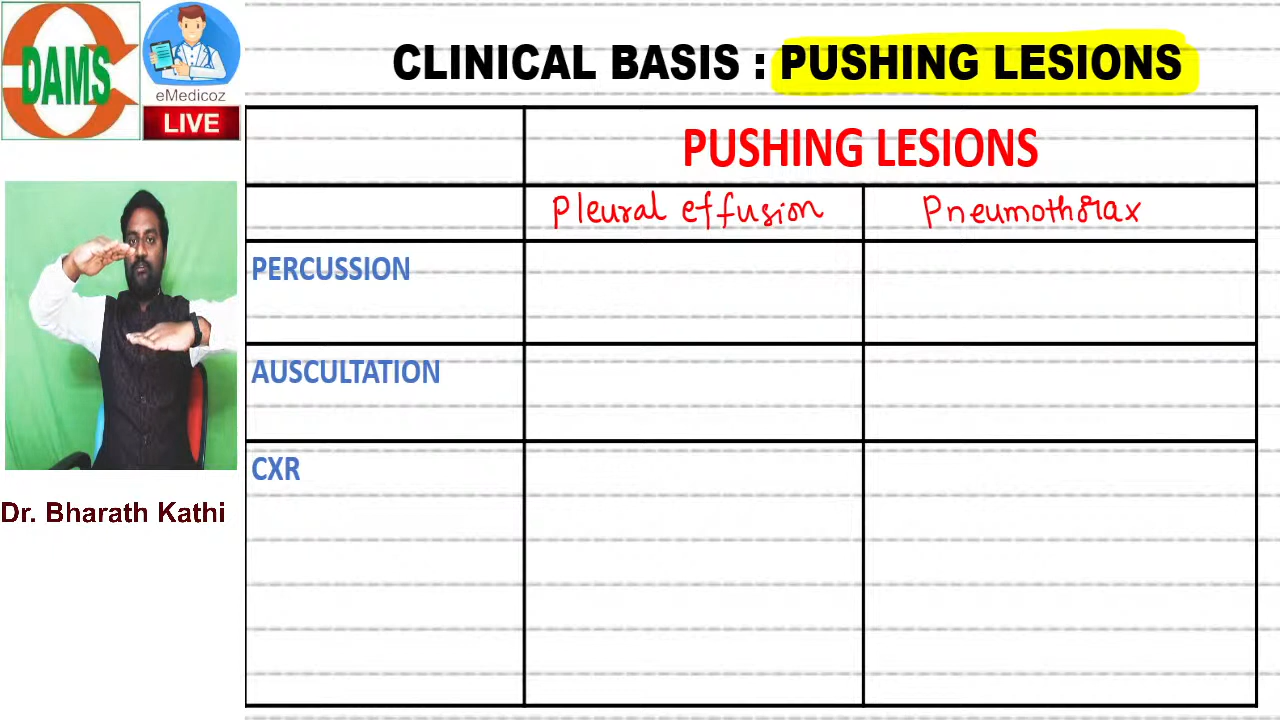 DAMS
eMedicoz
LIVE
CLINICAL BASIS : PUSHING LESIONS
PUSHING LESIONS
Pleural effusion
Pneumothorax
PERCUSSION
AUSCULTATION
CXR
Dr. Bharath Kathi